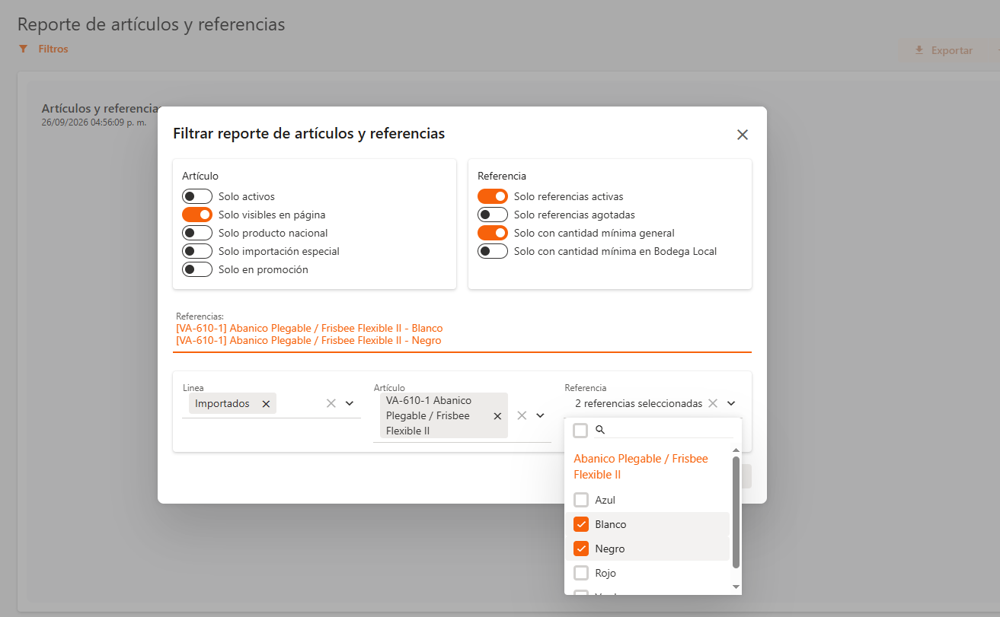 Reporte de artículos y referencias
Filtros
Exportar
Artículos y referencia
26/09/2026 04:56:09 p. m.
Filtrar reporte de artículos y referencias
Artículo
Solo activos
Solo visibles en página
Solo producto nacional
Solo importación especial
Solo en promoción
Referencia
Solo referencias activas
Solo referencias agotadas
Solo con cantidad mínima general
Solo con cantidad mínima en Bodega Local
Referencias:
[VA-610-1] Abanico Plegable / Frisbee Flexible II - Blanco
[VA-610-1] Abanico Plegable / Frisbee Flexible II - Negro
Linea
Importados
Artículo
VA-610-1 Abanico
Plegable / Frisbee
Flexible II
Referencia
2 referencias seleccionadas
Abanico Plegable / Frisbee
Flexible II
Azul
Blanco
Negro
Rojo